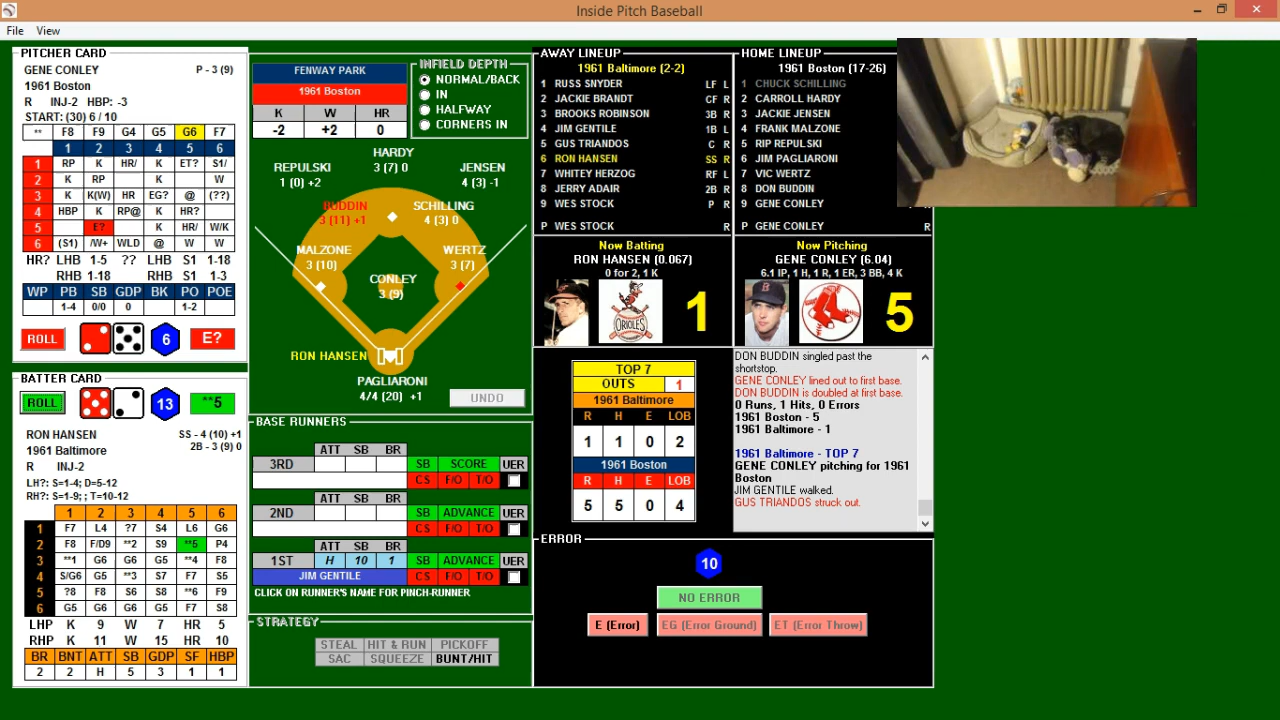 Inside Pitch Baseball
File View
PITCHER CARD
GENE CONLEY P - 3 (9)
1961 Boston
R INJ-2 HBP: -3
START: (30) 6 / 10
** F8 F9 G4 G5 G6 F7
1 2 3 4 5 6
1 RP K HR/ K ET? S1/
2 K RP K W
3 K K(W) HR EG? @ (??)
4 HBP K RP@ K HR?
5 E? K HR/ W/K
6 (S1) /W+ WLD @ W W
HR? LHB 1-5 ?? LHB S1 1-18
RHB 1-18 RHB S1 1-3
WP PB SB GDP BK PO POE
1-4 0/0 0 1-2
ROLL 6 E?
BATTER CARD
ROLL 13 **5
RON HANSEN SS - 4 (10) +1
1961 Baltimore 2B - 3 (9) 0
R INJ-2
LH?: S=1-4; D=5-12
RH?: S=1-9; ; T=10-12
1 2 3 4 5 6
1 F7 L4 ?7 S4 L6 G6
2 F8 F/D9 **2 S9 **5 P4
3 **1 G6 G6 G5 **4 F8
4 S/G6 G5 **3 S7 F7 S5
5 ?8 F8 S6 S8 **6 F9
6 G5 G6 G6 G5 F7 S8
LHP K 9 W 7 HR 5
RHP K 11 W 15 HR 10
BR BNT ATT SB GDP SF HBP
2 2 H 5 3 1 1
FENWAY PARK
1961 Boston
K W HR
-2 +2 0
INFIELD DEPTH
NORMAL/BACK
IN
HALFWAY
CORNERS IN
HARDY
3 (7) 0
REPULSKI
1 (0) +2
JENSEN
4 (3) -1
BUDDIN
3 (11) +1
SCHILLING
4 (3) 0
MALZONE
3 (10)
WERTZ
3 (7)
CONLEY
3 (9)
RON HANSEN
PAGLIARONI
4/4 (20) +1
UNDO
BASE RUNNERS
ATT SB BR
3RD SB SCORE UER
CS F/O T/O
ATT SB BR
2ND SB ADVANCE UER
CS F/O T/O
ATT SB BR
1ST H 10 1 SB ADVANCE UER
JIM GENTILE CS F/O T/O
CLICK ON RUNNER'S NAME FOR PINCH-RUNNER
STRATEGY
STEAL HIT & RUN PICKOFF
SAC SQUEEZE BUNT/HIT
AWAY LINEUP
1961 Baltimore (2-2)
1 RUSS SNYDER LF L
2 JACKIE BRANDT CF R
3 BROOKS ROBINSON 3B R
4 JIM GENTILE 1B L
5 GUS TRIANDOS C R
6 RON HANSEN SS R
7 WHITEY HERZOG RF L
8 JERRY ADAIR 2B R
9 WES STOCK P R
P WES STOCK R
HOME LINEUP
1961 Boston (17-26)
1 CHUCK SCHILLING
2 CARROLL HARDY
3 JACKIE JENSEN
4 FRANK MALZONE
5 RIP REPULSKI
6 JIM PAGLIARONI
7 VIC WERTZ
8 DON BUDDIN
9 GENE CONLEY
P GENE CONLEY R
Now Batting
RON HANSEN (0.067)
0 for 2, 1 K
ORIOLES
1
Now Pitching
GENE CONLEY (6.04)
6.1 IP, 1 H, 1 R, 1 ER, 3 BB, 4 K
B
5
TOP 7
OUTS 1
1961 Baltimore
R H E LOB
1 1 0 2
1961 Boston
R H E LOB
5 5 0 4
DON BUDDIN singled past the
shortstop.
GENE CONLEY lined out to first base.
DON BUDDIN is doubled at first base.
0 Runs, 1 Hits, 0 Errors
1961 Boston - 5
1961 Baltimore - 1
1961 Baltimore - TOP 7
GENE CONLEY pitching for 1961
Boston
JIM GENTILE walked.
GUS TRIANDOS struck out.
ERROR
10
NO ERROR
E (Error) EG (Error Ground) ET (Error Throw)